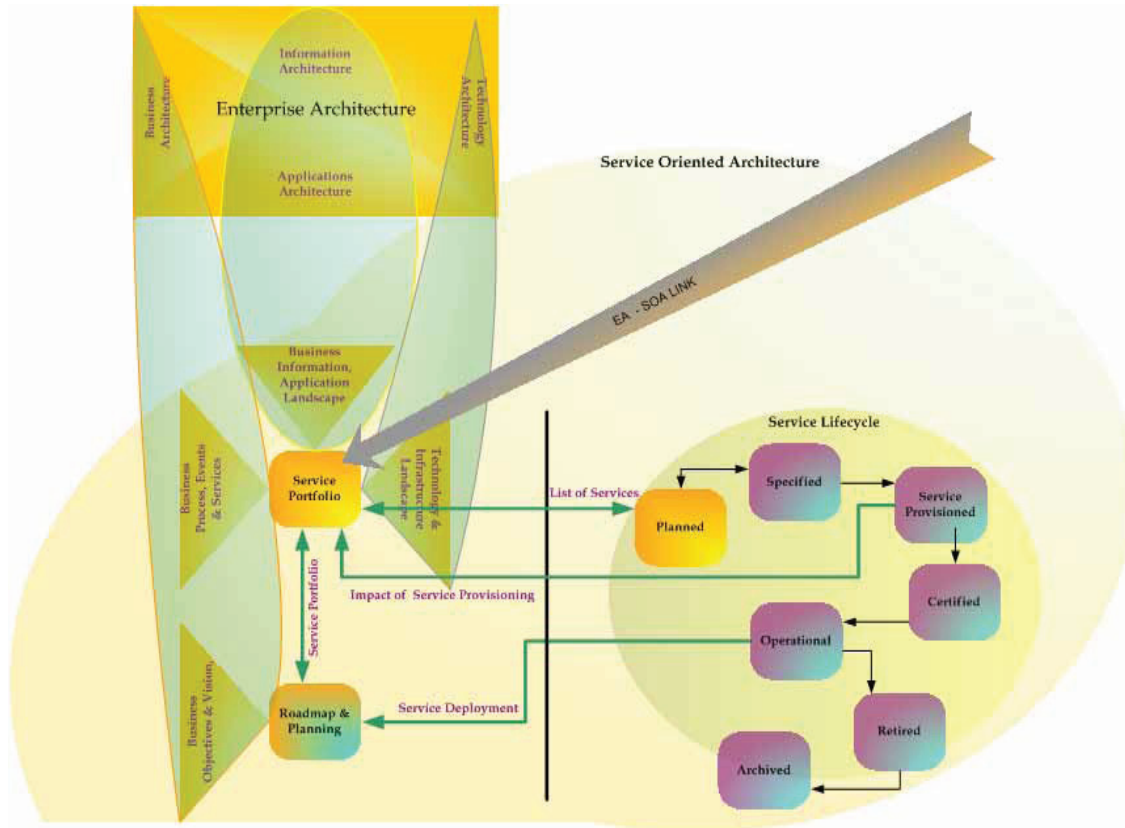 Information
Architecture
Enterprise Architecture
Business
Architecture
Technology
Architecture
Applications
Architecture
Service Oriented Architecture
EA - SOA LINK
Business
Information,
Application
Landscape
Business
Process, Events
& Services
Service
Portfolio
Technology &
Infrastructure
Landscape
Service Lifecycle
List of Services
Planned
Specified
Service
Provisioned
Impact of Service Provisioning
Service Portfolio
Certified
Operational
Business
Objectives & Vision,
Roadmap &
Planning
Service Deployment
Retired
Archived